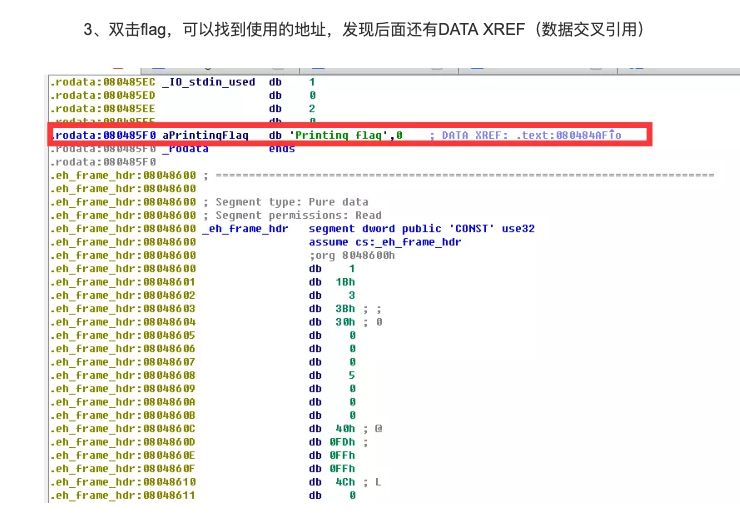 3、双击flag，可以找到使用的地址，发现后面还有DATA XREF（数据交叉引用）
.rodata:080485EC _IO_stdin_used db 1
.rodata:080485ED db 0
.rodata:080485EE db 2
.rodata:080485EF db 0
.rodata:080485F0 aPrintingFlag db 'Printing flag',0 ; DATA XREF: .text:080484AF↑o
.rodata:080485F0 _rodata ends
.rodata:080485F0
.eh_frame_hdr:08048600 ; ===========================================================================
.eh_frame_hdr:08048600
.eh_frame_hdr:08048600 ; Segment type: Pure data
.eh_frame_hdr:08048600 ; Segment permissions: Read
.eh_frame_hdr:08048600 _eh_frame_hdr segment dword public 'CONST' use32
.eh_frame_hdr:08048600 assume cs:_eh_frame_hdr
.eh_frame_hdr:08048600 ;org 8048600h
.eh_frame_hdr:08048600 db 1
.eh_frame_hdr:08048601 db 1Bh
.eh_frame_hdr:08048602 db 3
.eh_frame_hdr:08048603 db 3Bh ; ;
.eh_frame_hdr:08048604 db 30h ; 0
.eh_frame_hdr:08048605 db 0
.eh_frame_hdr:08048606 db 0
.eh_frame_hdr:08048607 db 0
.eh_frame_hdr:08048608 db 5
.eh_frame_hdr:08048609 db 0
.eh_frame_hdr:0804860A db 0
.eh_frame_hdr:0804860B db 0
.eh_frame_hdr:0804860C db 40h ; @
.eh_frame_hdr:0804860D db 0FDh ;
.eh_frame_hdr:0804860E db 0FFh
.eh_frame_hdr:0804860F db 0FFh
.eh_frame_hdr:08048610 db 4Ch ; L
.eh_frame_hdr:08048611 db 0